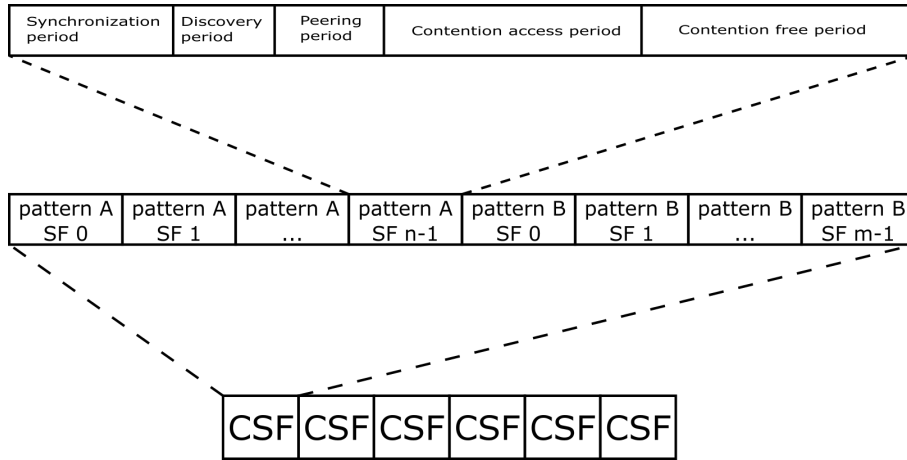 Synchronization
period
Discovery
period
Peering
period
Contention access period
Contention free period
pattern A
SF 0
pattern A
SF 1
pattern A
...
pattern A
SF n-1
pattern B
SF 0
pattern B
SF 1
pattern B
...
pattern B
SF m-1
CSF
CSF
CSF
CSF
CSF
CSF